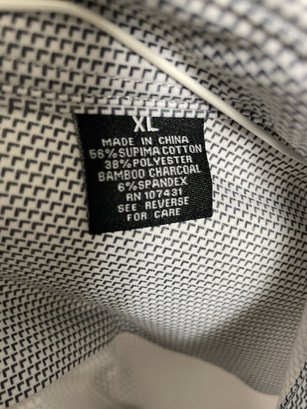 XL
MADE IN CHINA
56% SUPIMA COTTON
38% POLYESTER
BAMBOO CHARCOAL
6% SPANDEX
RN 107431
SEE REVERSE
FOR CARE